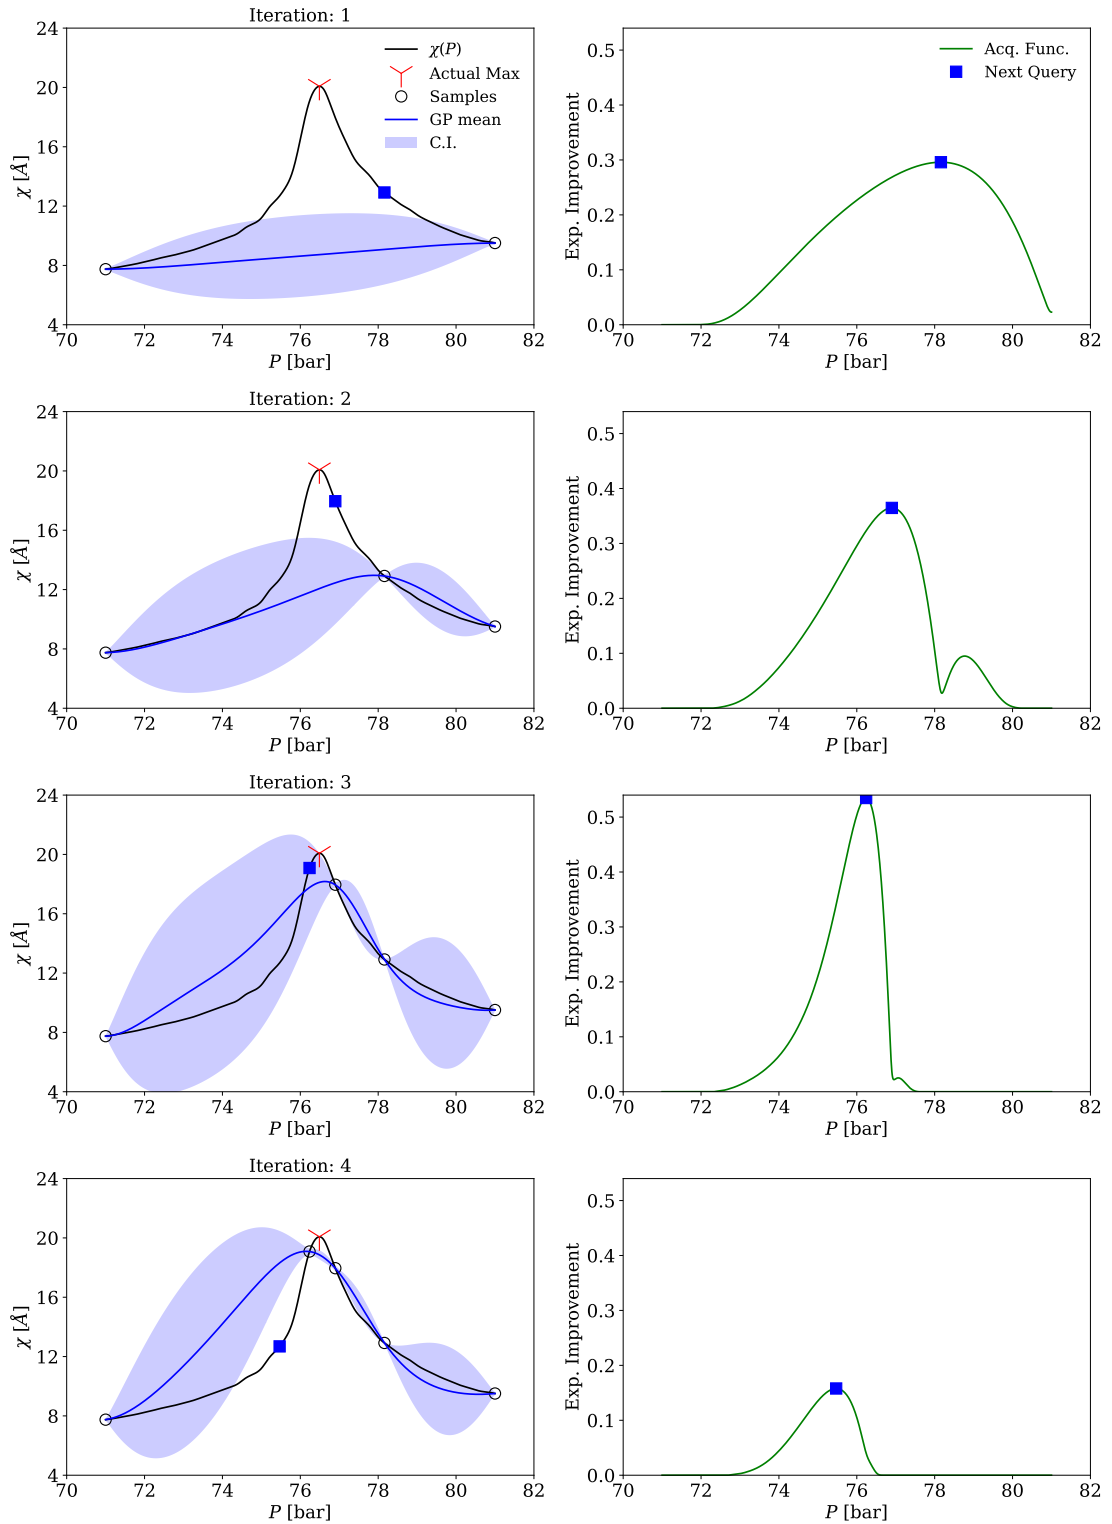 Iteration: 1
24
20
16
12
8
4
χ [Å]
χ(P)
Actual Max
Samples
GP mean
C.I.
70 72 74 76 78 80 82
P [bar]
0.5
0.4
0.3
0.2
0.1
0.0
Exp. Improvement
Acq. Func.
Next Query
70 72 74 76 78 80 82
P [bar]
Iteration: 2
24
20
16
12
8
4
χ [Å]
70 72 74 76 78 80 82
P [bar]
0.5
0.4
0.3
0.2
0.1
0.0
Exp. Improvement
70 72 74 76 78 80 82
P [bar]
Iteration: 3
24
20
16
12
8
4
χ [Å]
70 72 74 76 78 80 82
P [bar]
0.5
0.4
0.3
0.2
0.1
0.0
Exp. Improvement
70 72 74 76 78 80 82
P [bar]
Iteration: 4
24
20
16
12
8
4
χ [Å]
70 72 74 76 78 80 82
P [bar]
0.5
0.4
0.3
0.2
0.1
0.0
Exp. Improvement
70 72 74 76 78 80 82
P [bar]